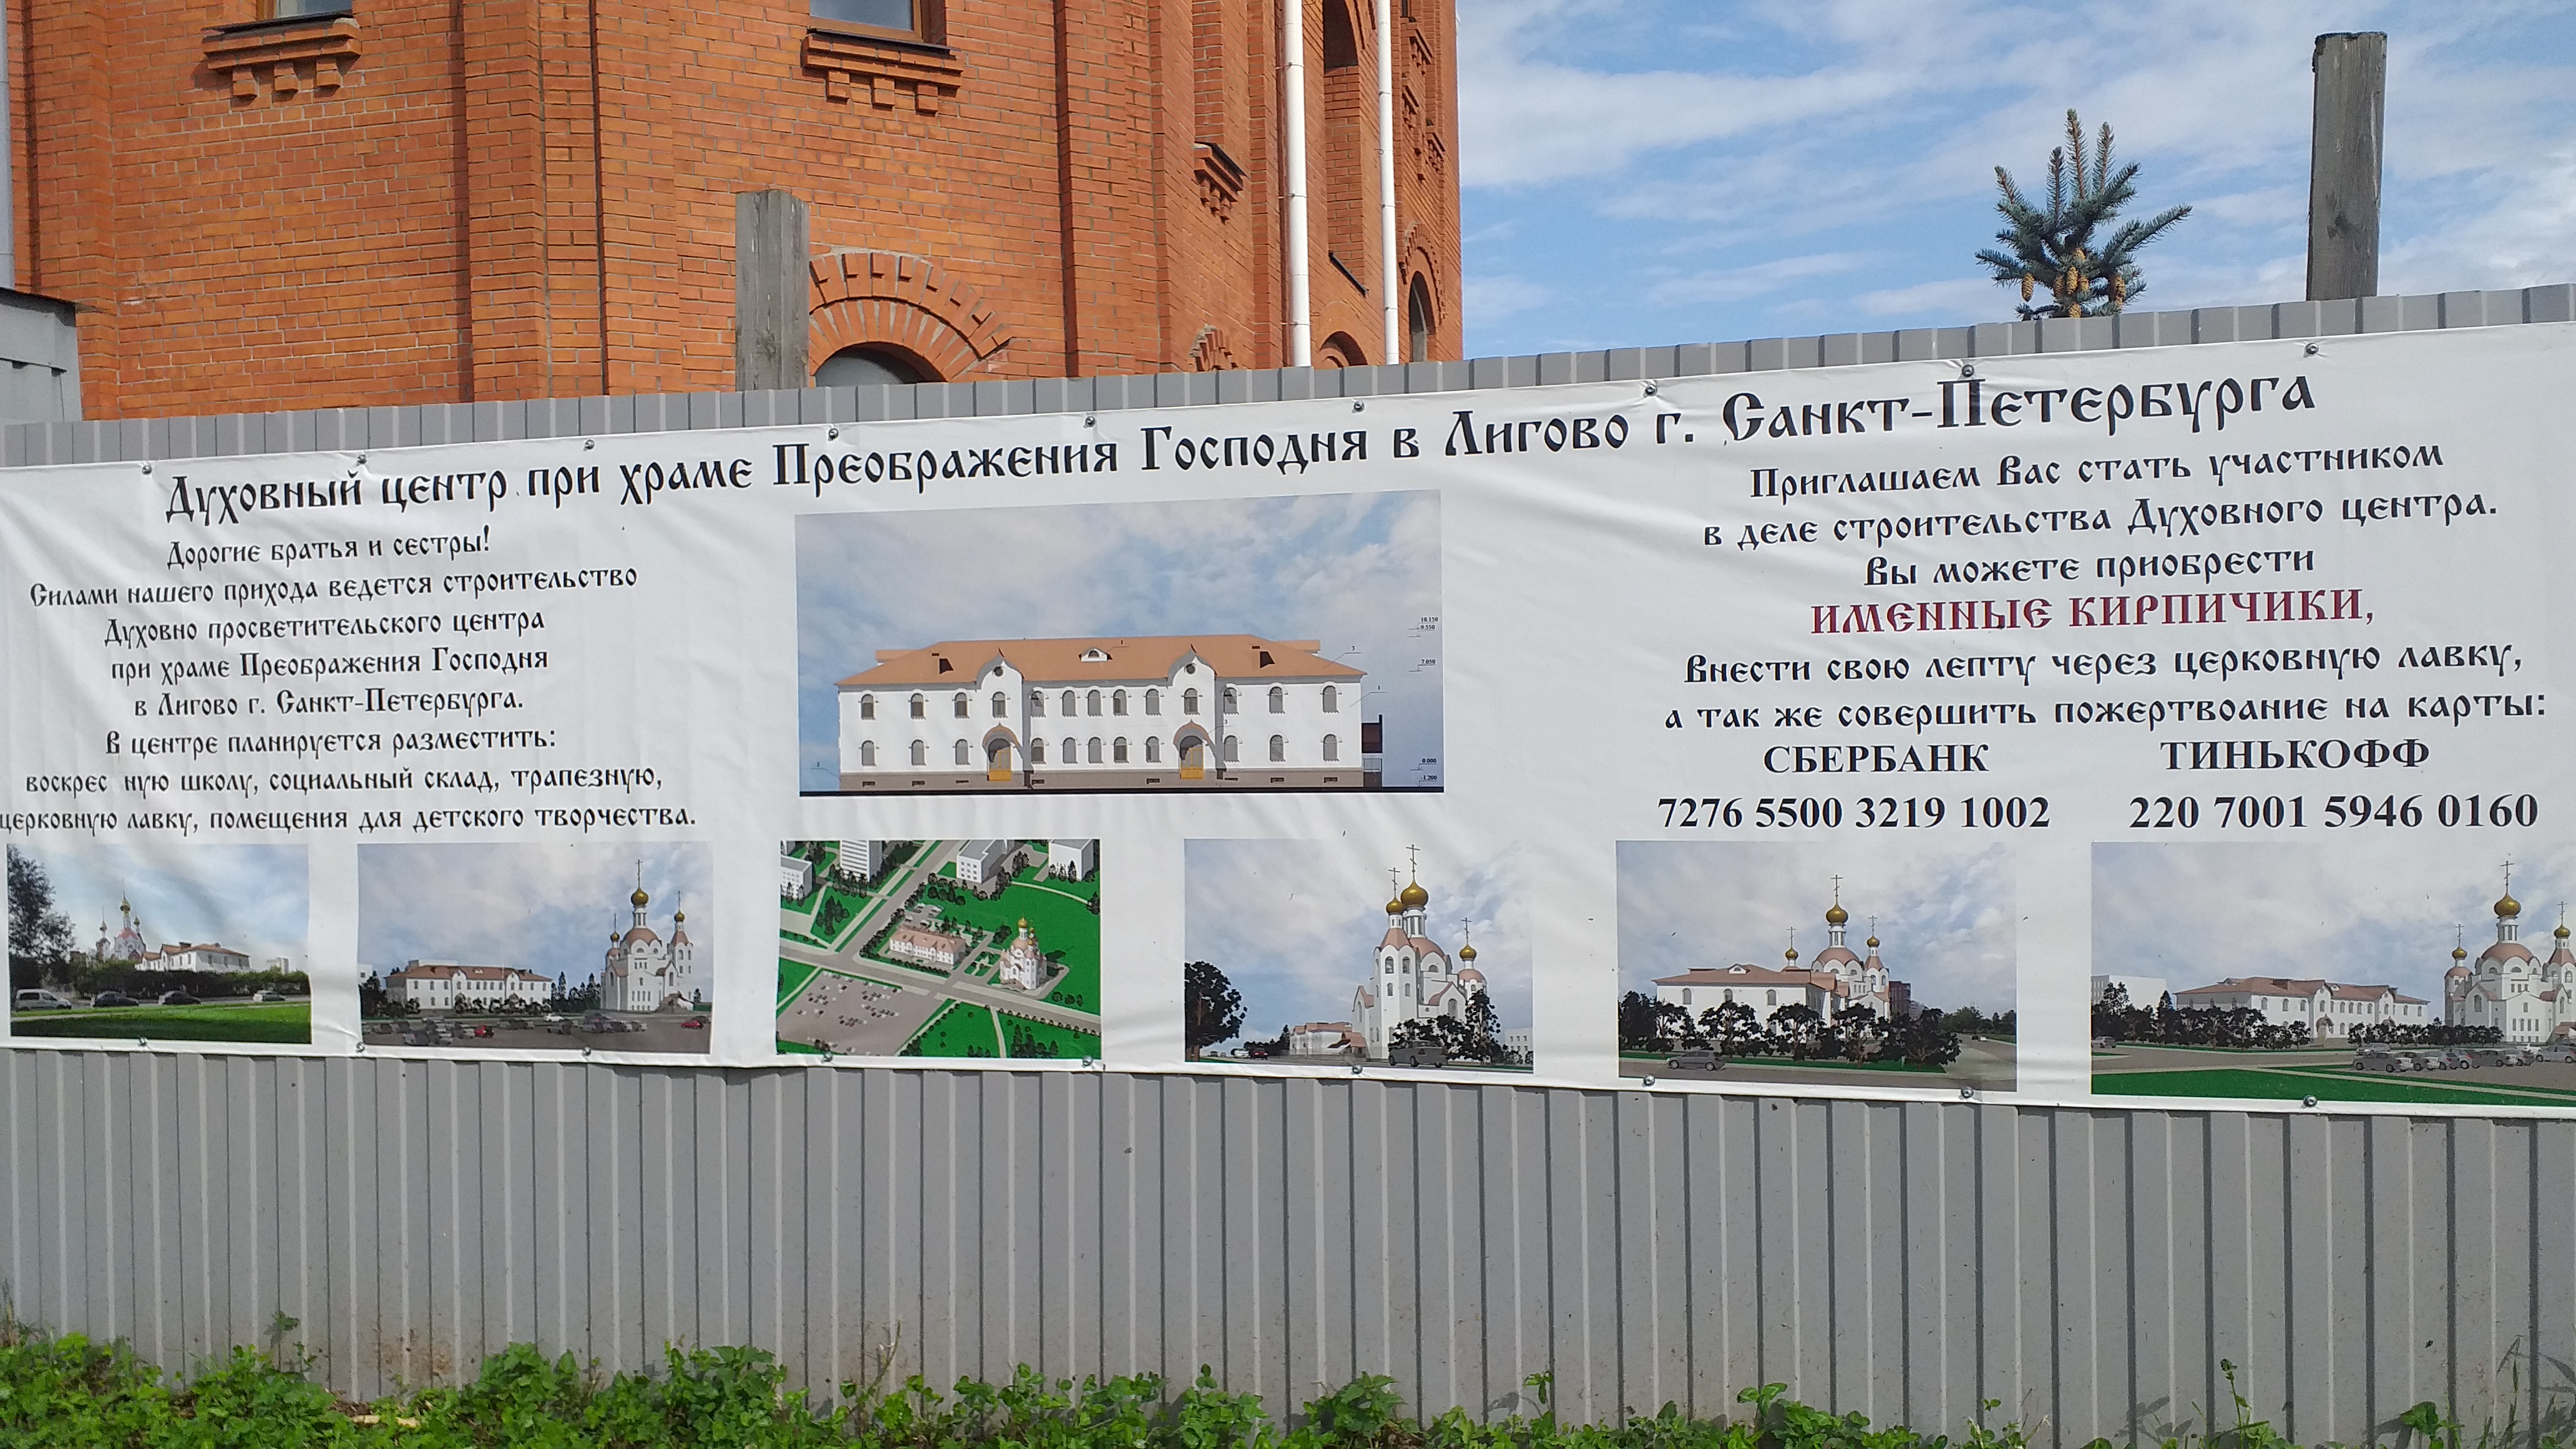 Духовный центр при храме Преображения Господня в Лигово г. Санкт-Петербурга
Дорогие братья и сестры!
Силами нашего прихода ведется строительство
Духовно просветительского центра
при храме Преображения Господня
в Лигово г. Санкт-Петербурга.
В центре планируется разместить:
воскрес ную школу, социальный склад, трапезную,
церковную лавку, помещения для детского творчества.
Приглашаем Вас стать участником
в деле строительства Духовного центра.
Вы можете приобрести
ИМЕННЫЕ КИРПИЧИКИ,
Внести свою лепту через церковную лавку,
а так же совершить пожертвоание на карты:
СБЕРБАНК ТИНЬКОФФ
7276 5500 3219 1002 220 7001 5946 0160